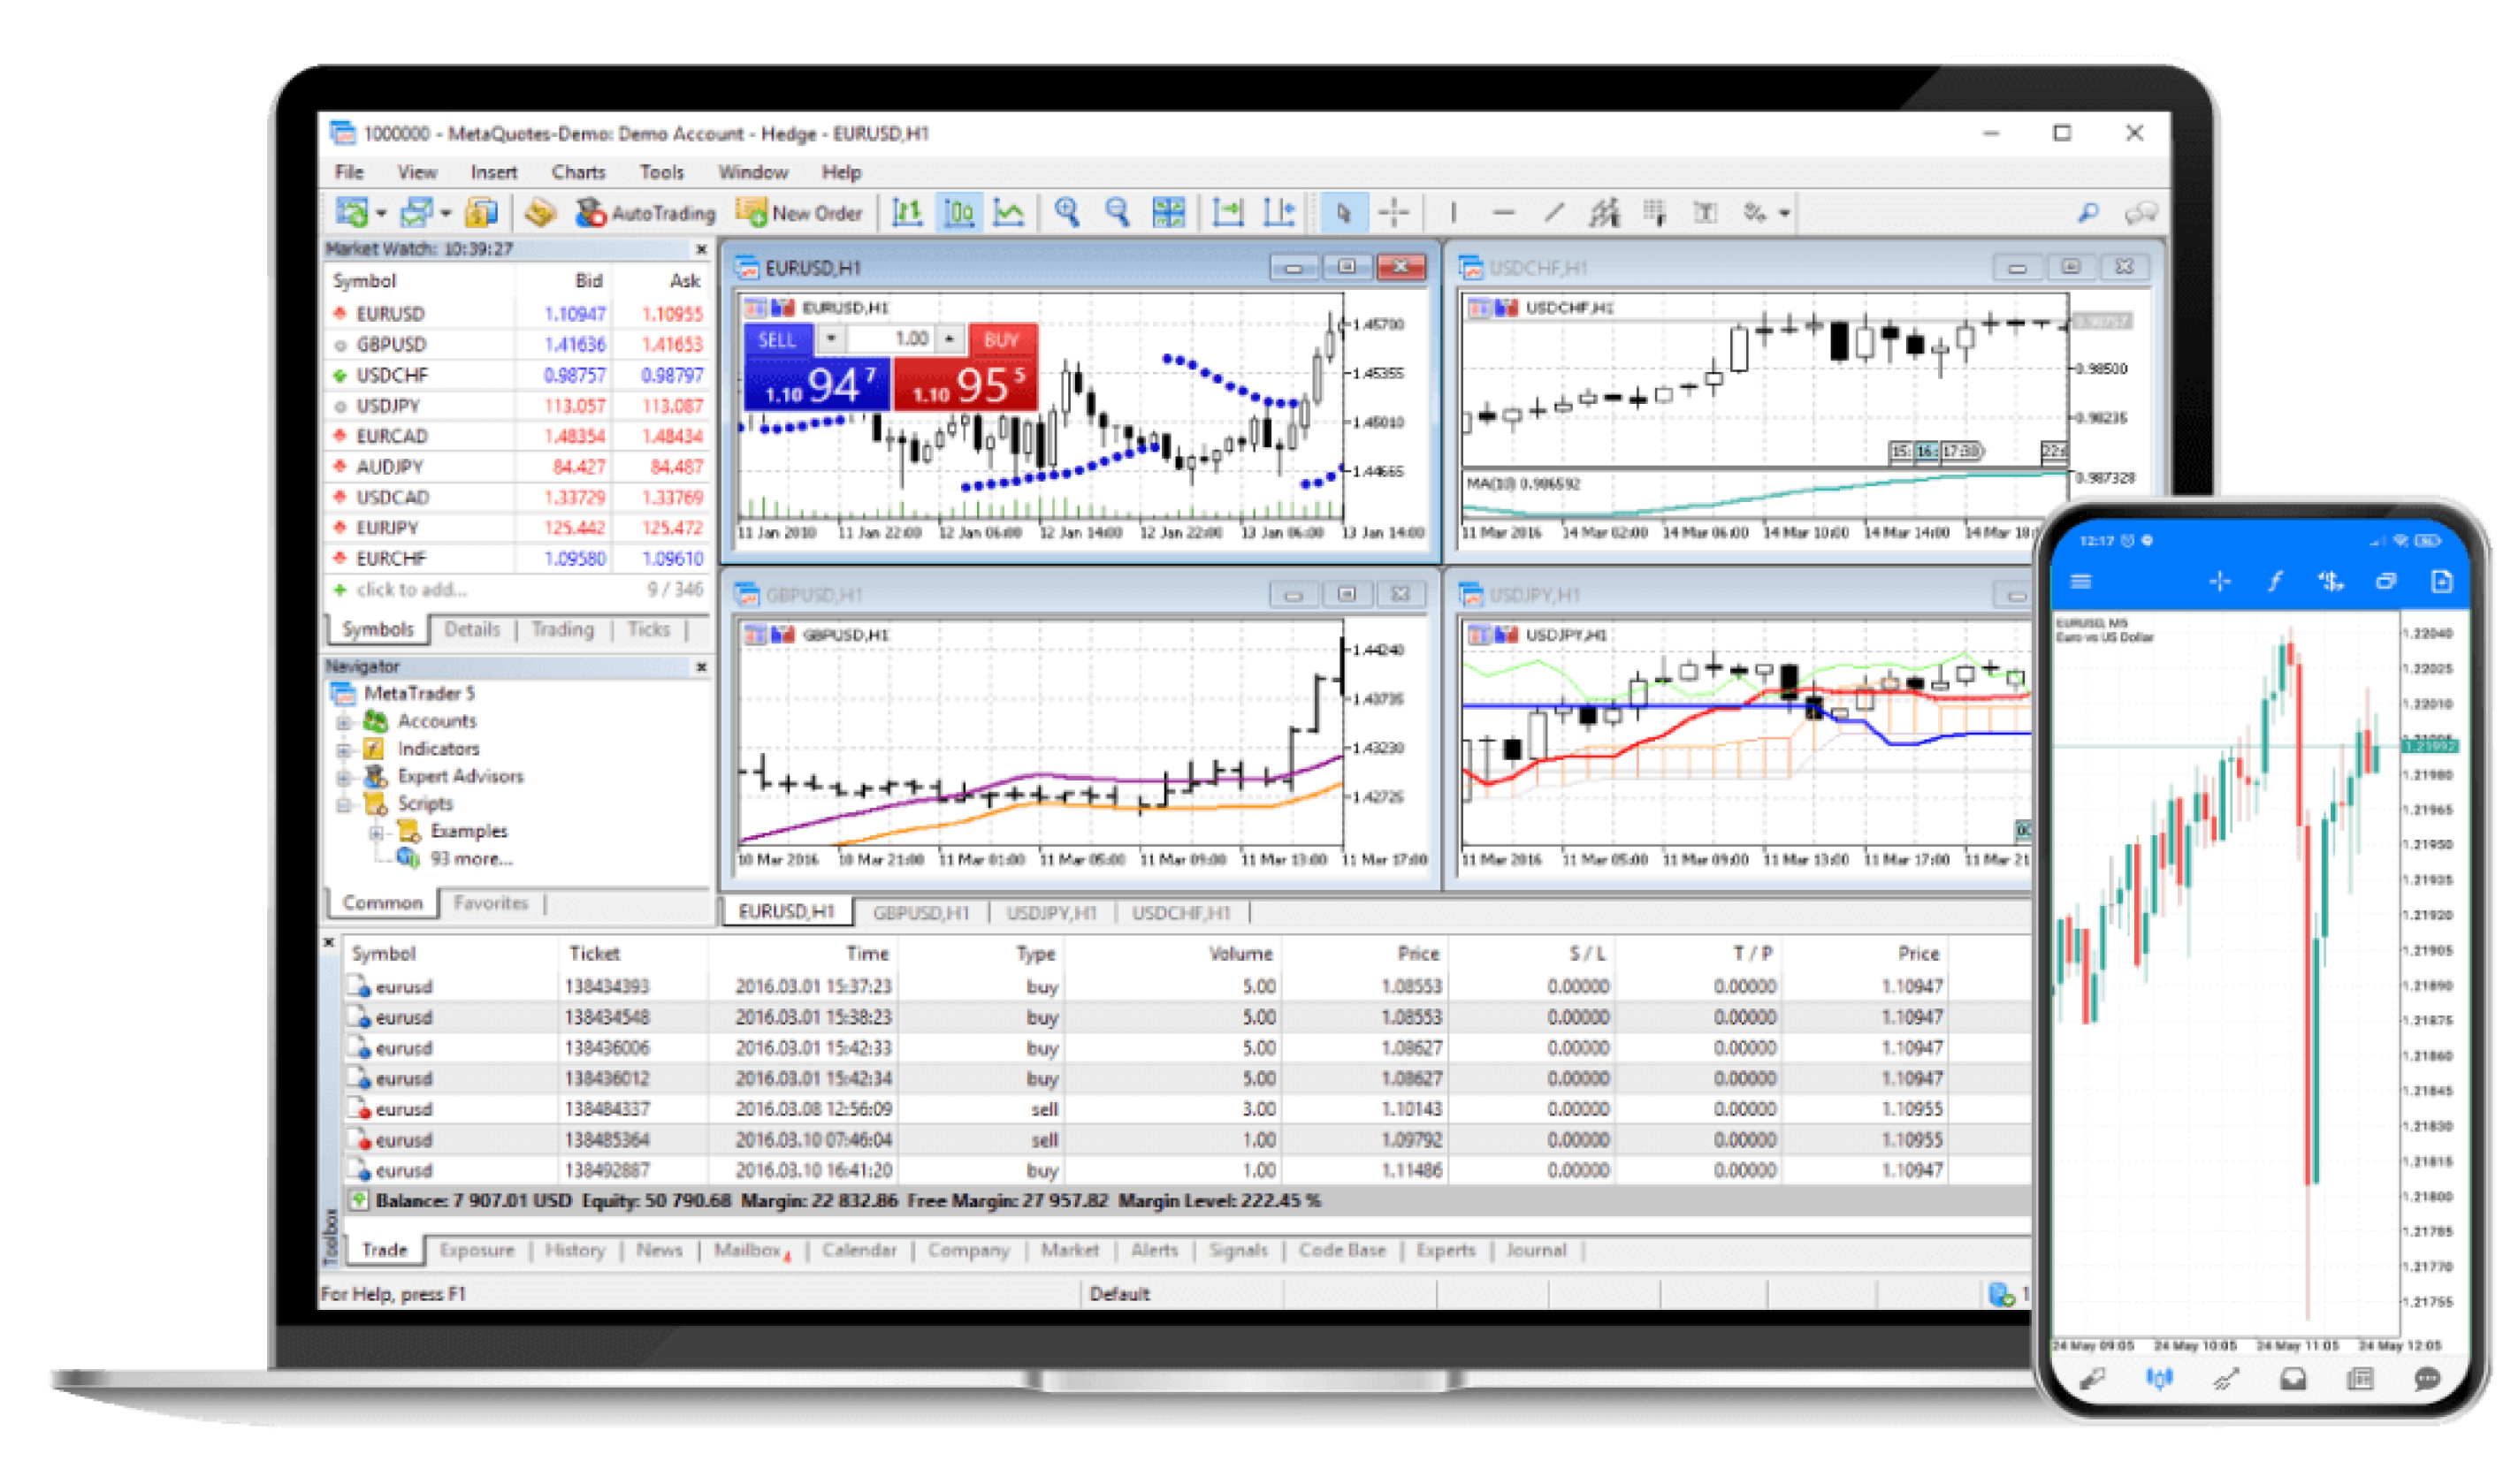 1000000 - MetaQuotes-Demo: Demo Account - Hedge - EURUSD,H1
File View Insert Charts Tools Window Help
AutoTrading New Order
Market Watch: 10:39:27
Symbol Bid Ask
EURUSD 1.10947 1.10955
GBPUSD 1.41636 1.41653
USDCHF 0.98757 0.98797
USDJPY 113.057 113.087
EURCAD 1.48354 1.48434
AUDJPY 84.427 84.487
USDCAD 1.33729 1.33769
EURJPY 125.442 125.472
EURCHF 1.09580 1.09610
click to add... 9 / 346
Symbols Details Trading Ticks
Navigator
MetaTrader 5
Accounts
Indicators
Expert Advisors
Scripts
Examples
93 more...
Common Favorites
EURUSD,H1
EURUSD,H1
SELL 1.00 BUY
1.10 94 7 1.10 95 5
1.45700
1.45355
1.45010
1.44665
11 Jan 2010 11 Jan 22:00 12 Jan 06:00 12 Jan 14:00 12 Jan 22:00 13 Jan 06:00 13 Jan 14:00
USDCHF,H1
USDCHF,H1
0.98757
0.98500
0.98235
15: 16: 17:30
MA(10) 0.986592
0.987328
11 Mar 2016 14 Mar 02:00 14 Mar 06:00 14 Mar 10:00 14 Mar 14:00 14 Mar 18:
GBPUSD,H1
GBPUSD,H1
1.44240
1.43735
1.43230
1.42725
10 Mar 2016 10 Mar 21:00 11 Mar 01:00 11 Mar 05:00 11 Mar 09:00 11 Mar 13:00 11 Mar 17:00
USDJPY,H1
USDJPY,H1
11 Mar 2016 11 Mar 05:00 11 Mar 09:00 11 Mar 13:00 11 Mar 17:00 11 Mar 21
EURUSD,H1 GBPUSD,H1 USDJPY,H1 USDCHF,H1
Symbol Ticket Time Type Volume Price S / L T / P Price
eurusd 138434393 2016.03.01 15:37:23 buy 5.00 1.08553 0.00000 0.00000 1.10947
eurusd 138434548 2016.03.01 15:38:23 buy 5.00 1.08553 0.00000 0.00000 1.10947
eurusd 138436006 2016.03.01 15:42:33 buy 5.00 1.08627 0.00000 0.00000 1.10947
eurusd 138436012 2016.03.01 15:42:34 buy 5.00 1.08627 0.00000 0.00000 1.10947
eurusd 138484337 2016.03.08 12:56:09 sell 3.00 1.10143 0.00000 0.00000 1.10955
eurusd 138485364 2016.03.10 07:46:04 sell 1.00 1.09792 0.00000 0.00000 1.10955
eurusd 138492887 2016.03.10 16:41:20 buy 1.00 1.11486 0.00000 0.00000 1.10947
Balance: 7 907.01 USD Equity: 50 790.68 Margin: 22 832.86 Free Margin: 27 957.82 Margin Level: 222.45 %
Toolbox
Trade Exposure History News Mailbox 4 Calendar Company Market Alerts Signals Code Base Experts Journal
For Help, press F1 Default
12:17
EURUSD, M5
Euro vs US Dollar
1.22040
1.22025
1.22010
1.21992
1.21980
1.21965
1.21950
1.21935
1.21920
1.21905
1.21890
1.21875
1.21860
1.21845
1.21830
1.21815
1.21800
1.21785
1.21770
1.21755
24 May 09:05 24 May 10:05 24 May 11:05 24 May 12:05